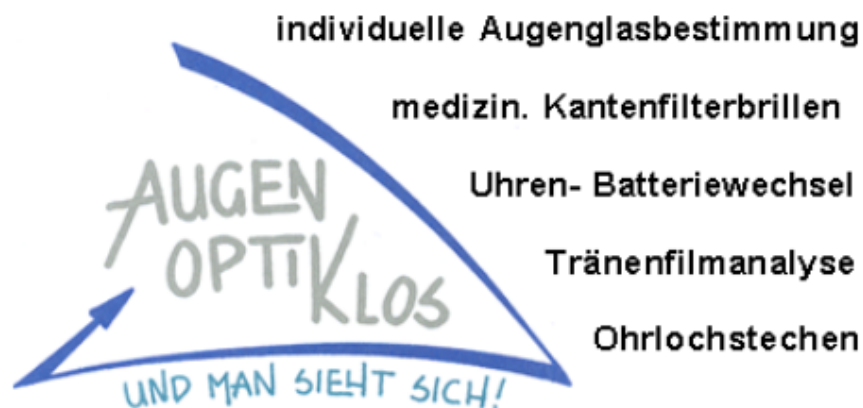 individuelle Augenglasbestimmung
medizin. Kantenfilterbrillen
Uhren- Batteriewechsel
Tränenfilmanalyse
Ohrlochstechen
AUGEN
OPTIKLOS
UND MAN SIEHT SICH!